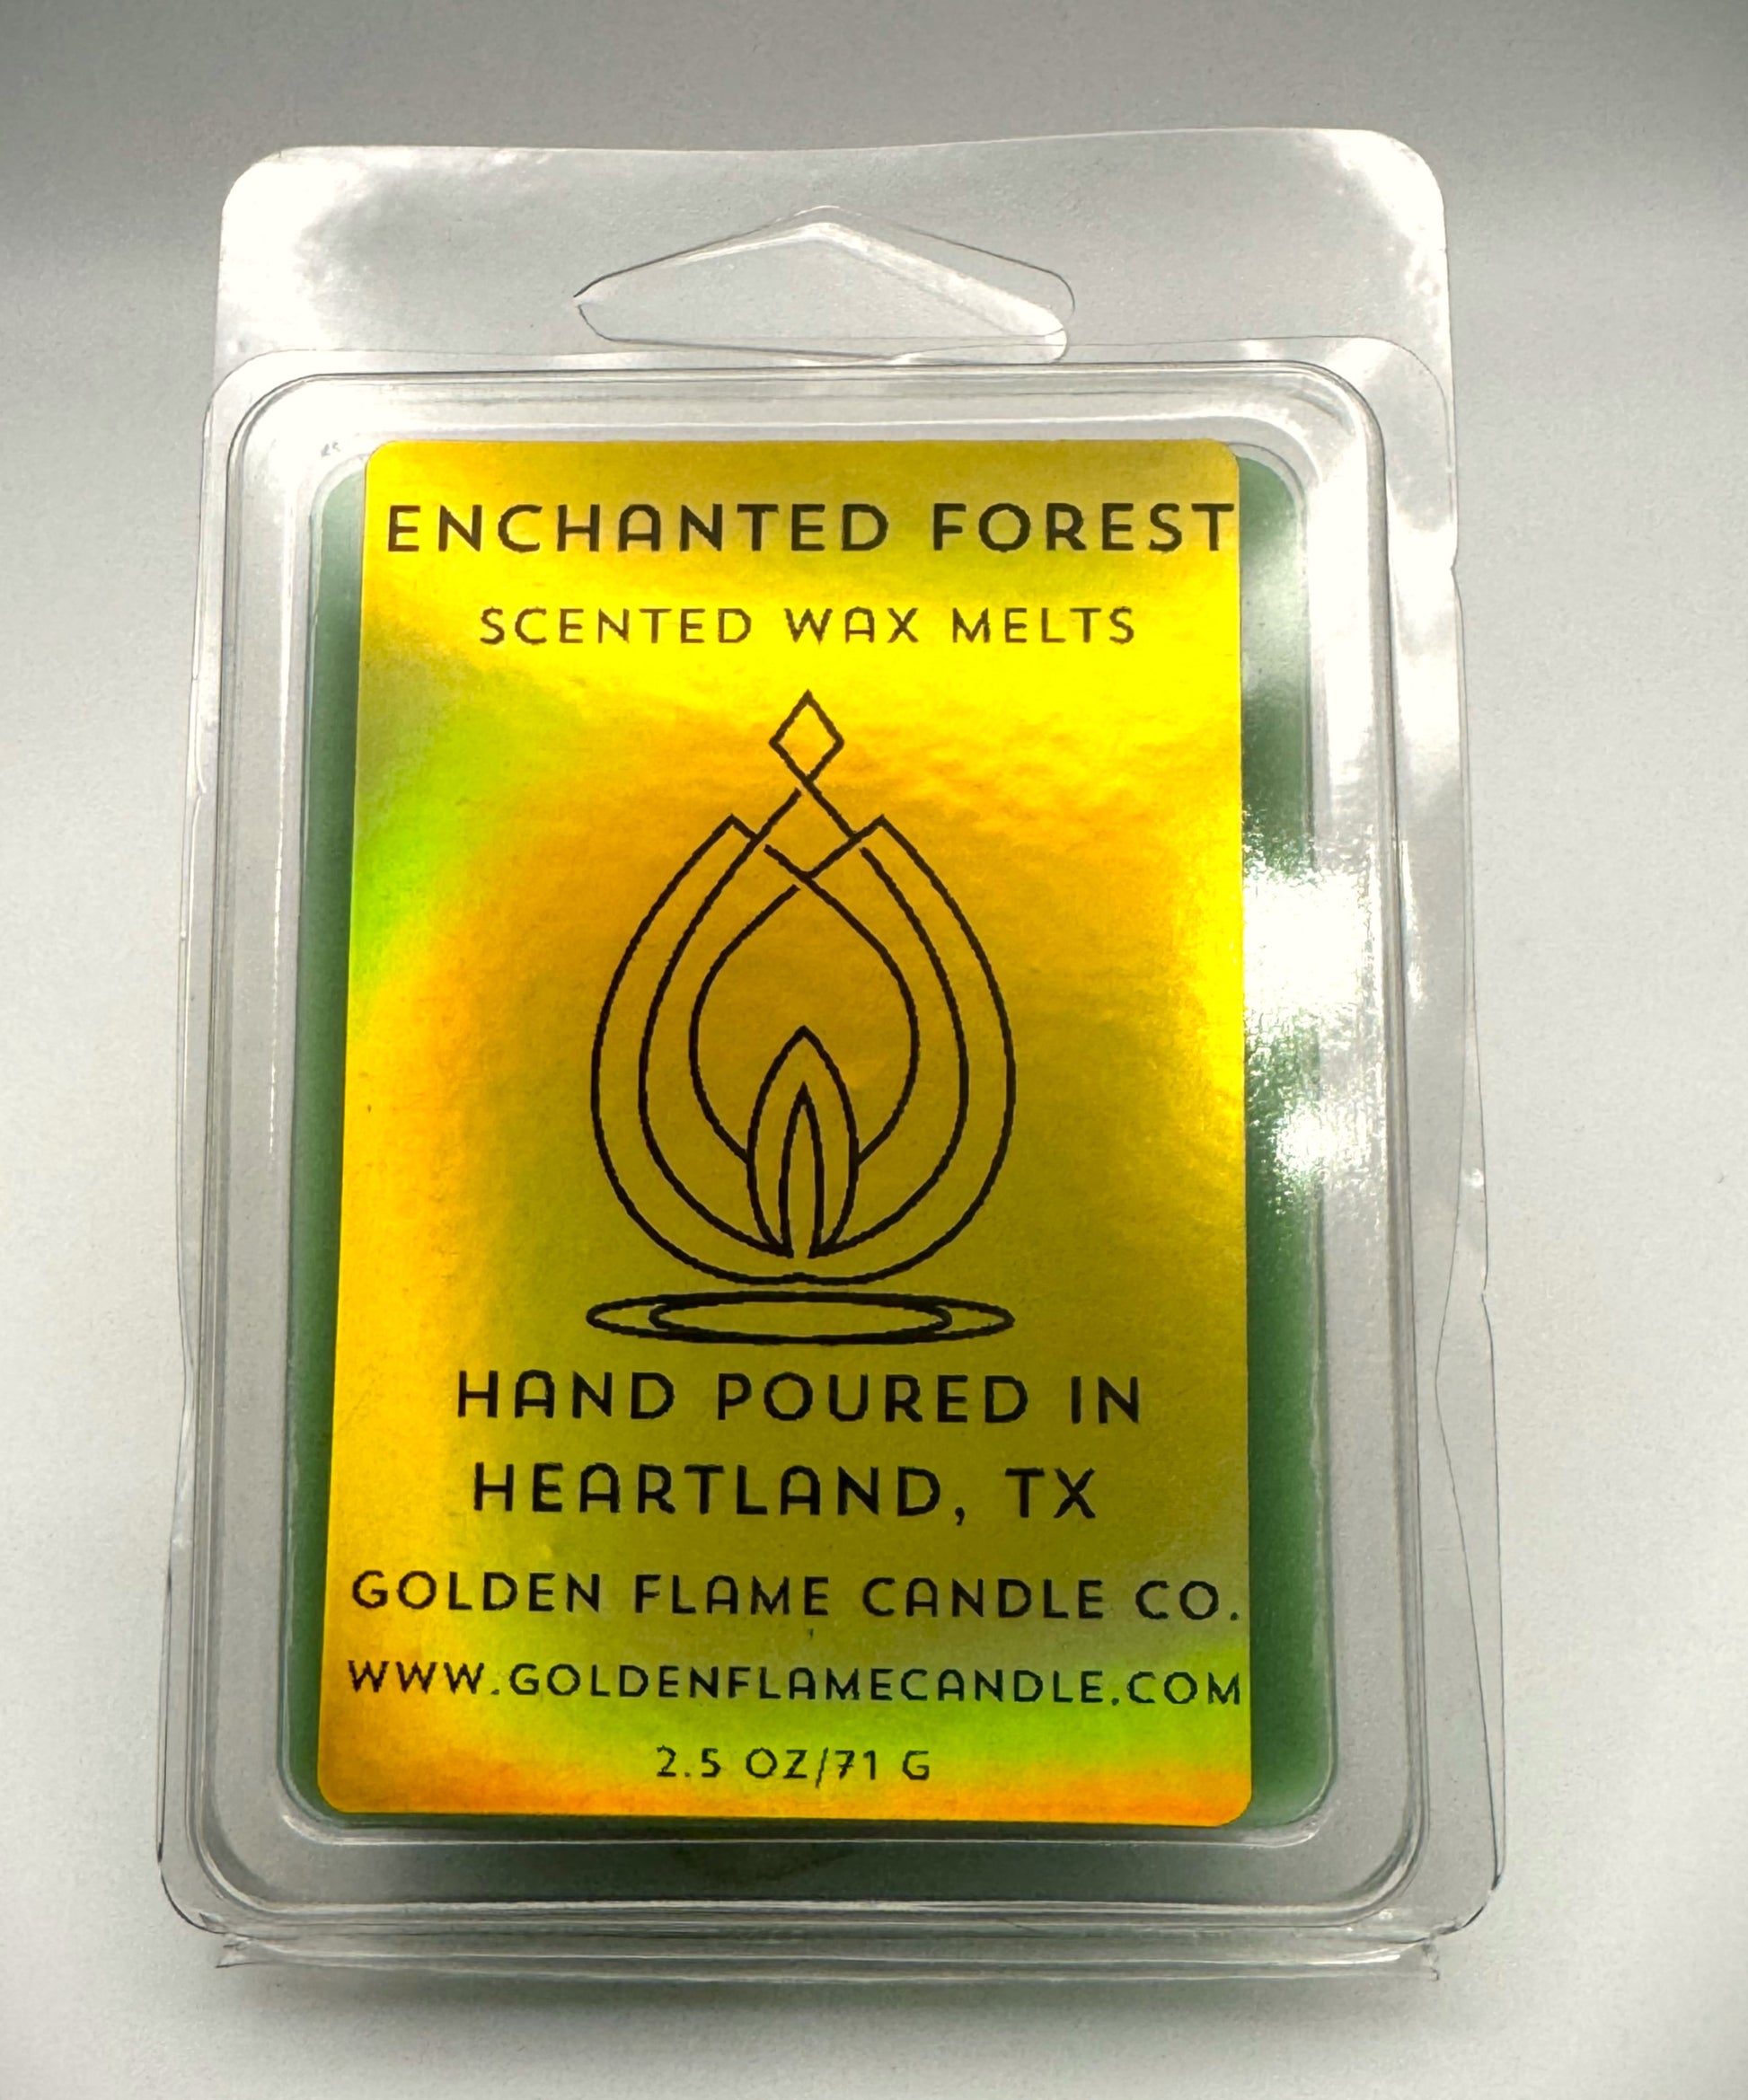 ENCHANTED FOREST
SCENTED WAX MELTS
HAND POURED IN
HEARTLAND, TX
GOLDEN FLAME CANDLE CO.
WWW.GOLDENFLAMECANDLE.COM
2.5 OZ/71 G